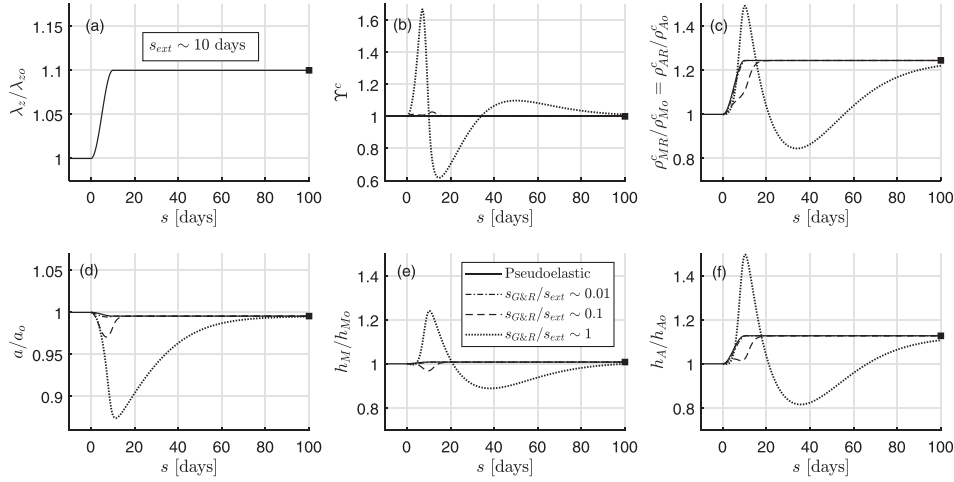 (a)
s_ext ∼ 10 days
λ_z/λ_zo
1.1
1.15
1.1
1.05
1
0 20 40 60 80 100
s [days]
(b)
Υ^c
1.6
1.4
1.2
1
0.8
0.6
0 20 40 60 80 100
s [days]
(c)
ρ^c_MR/ρ^c_Mo = ρ^c_AR/ρ^c_Ao
1.4
1.2
1
0.8
0 20 40 60 80 100
s [days]
(d)
a/a_o
1.05
1
0.95
0.9
0 20 40 60 80 100
s [days]
(e)
h_M/h_Mo
1.4
1.2
1
0.8
0 20 40 60 80 100
s [days]
Pseudoelastic
s_G&R/s_ext ∼ 0.01
s_G&R/s_ext ∼ 0.1
s_G&R/s_ext ∼ 1
(f)
h_A/h_Ao
1.4
1.2
1
0.8
0 20 40 60 80 100
s [days]